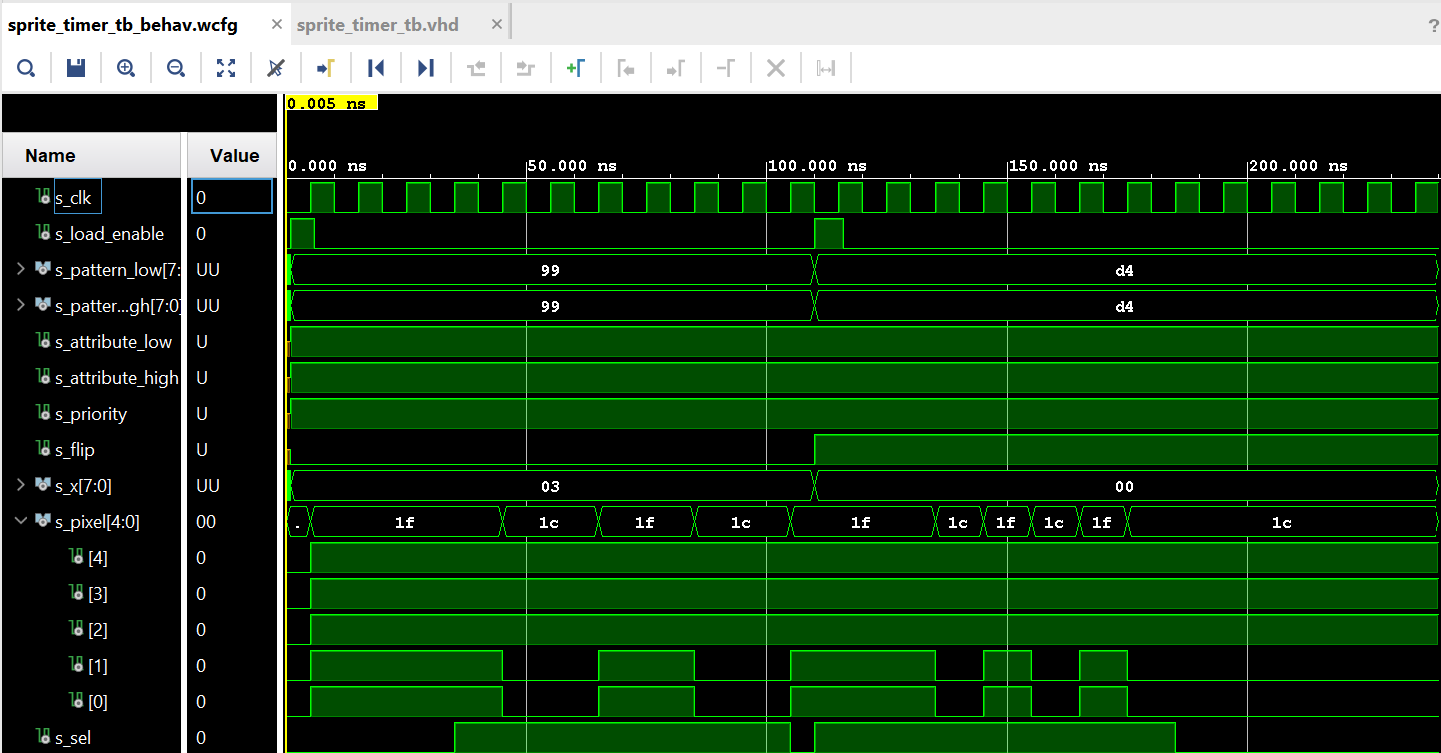 sprite_timer_tb_behav.wcfg × sprite_timer_tb.vhd × ?
0.005 ns
Name Value
0.000 ns 50.000 ns 100.000 ns 150.000 ns 200.000 ns
s_clk 0
s_load_enable 0
s_pattern_low[7: UU 99 d4
s_patter...gh[7:0] UU 99 d4
s_attribute_low U
s_attribute_high U
s_priority U
s_flip U
s_x[7:0] UU 03 00
s_pixel[4:0] 00 . 1f 1c 1f 1c 1f 1c 1f 1c 1f 1c
[4] 0
[3] 0
[2] 0
[1] 0
[0] 0
s_sel 0